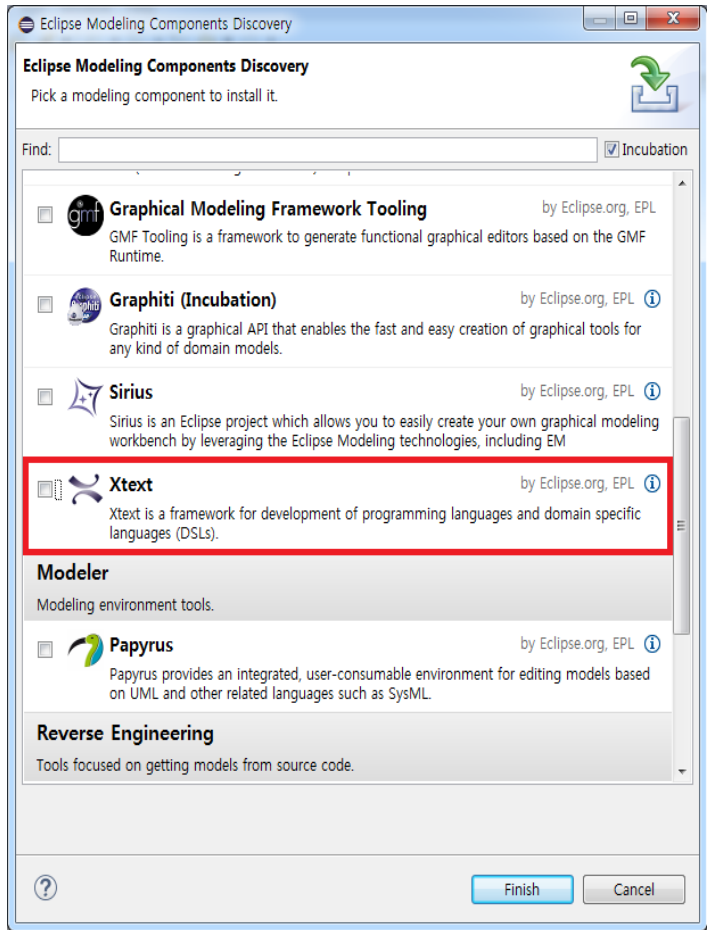 Eclipse Modeling Components Discovery
Eclipse Modeling Components Discovery
Pick a modeling component to install it.
Find:
Incubation
Graphical Modeling Framework Tooling by Eclipse.org, EPL
gmf
GMF Tooling is a framework to generate functional graphical editors based on the GMF
Runtime.
Graphiti (Incubation) by Eclipse.org, EPL
Graphiti is a graphical API that enables the fast and easy creation of graphical tools for
any kind of domain models.
Sirius by Eclipse.org, EPL
Sirius is an Eclipse project which allows you to easily create your own graphical modeling
workbench by leveraging the Eclipse Modeling technologies, including EM
Xtext by Eclipse.org, EPL
Xtext is a framework for development of programming languages and domain specific
languages (DSLs).
Modeler
Modeling environment tools.
Papyrus by Eclipse.org, EPL
Papyrus provides an integrated, user-consumable environment for editing models based
on UML and other related languages such as SysML.
Reverse Engineering
Tools focused on getting models from source code.
Finish
Cancel